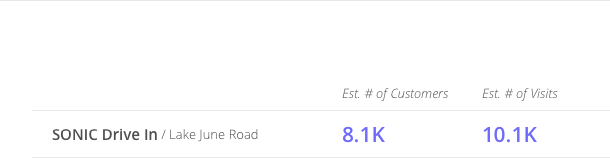 Est. # of Customers Est. # of Visits
SONIC Drive In / Lake June Road 8.1K 10.1K